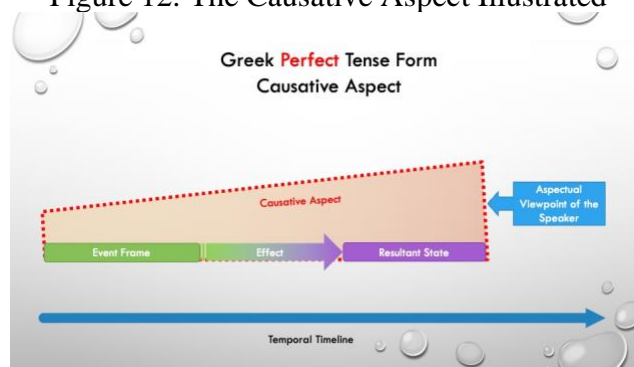 Figure 12. The Causative Aspect Illustrated
Greek Perfect Tense Form
Causative Aspect
Causative Aspect
Aspectual
Viewpoint of the
Speaker
Event Frame
Effect
Resultant State
Temporal Timeline